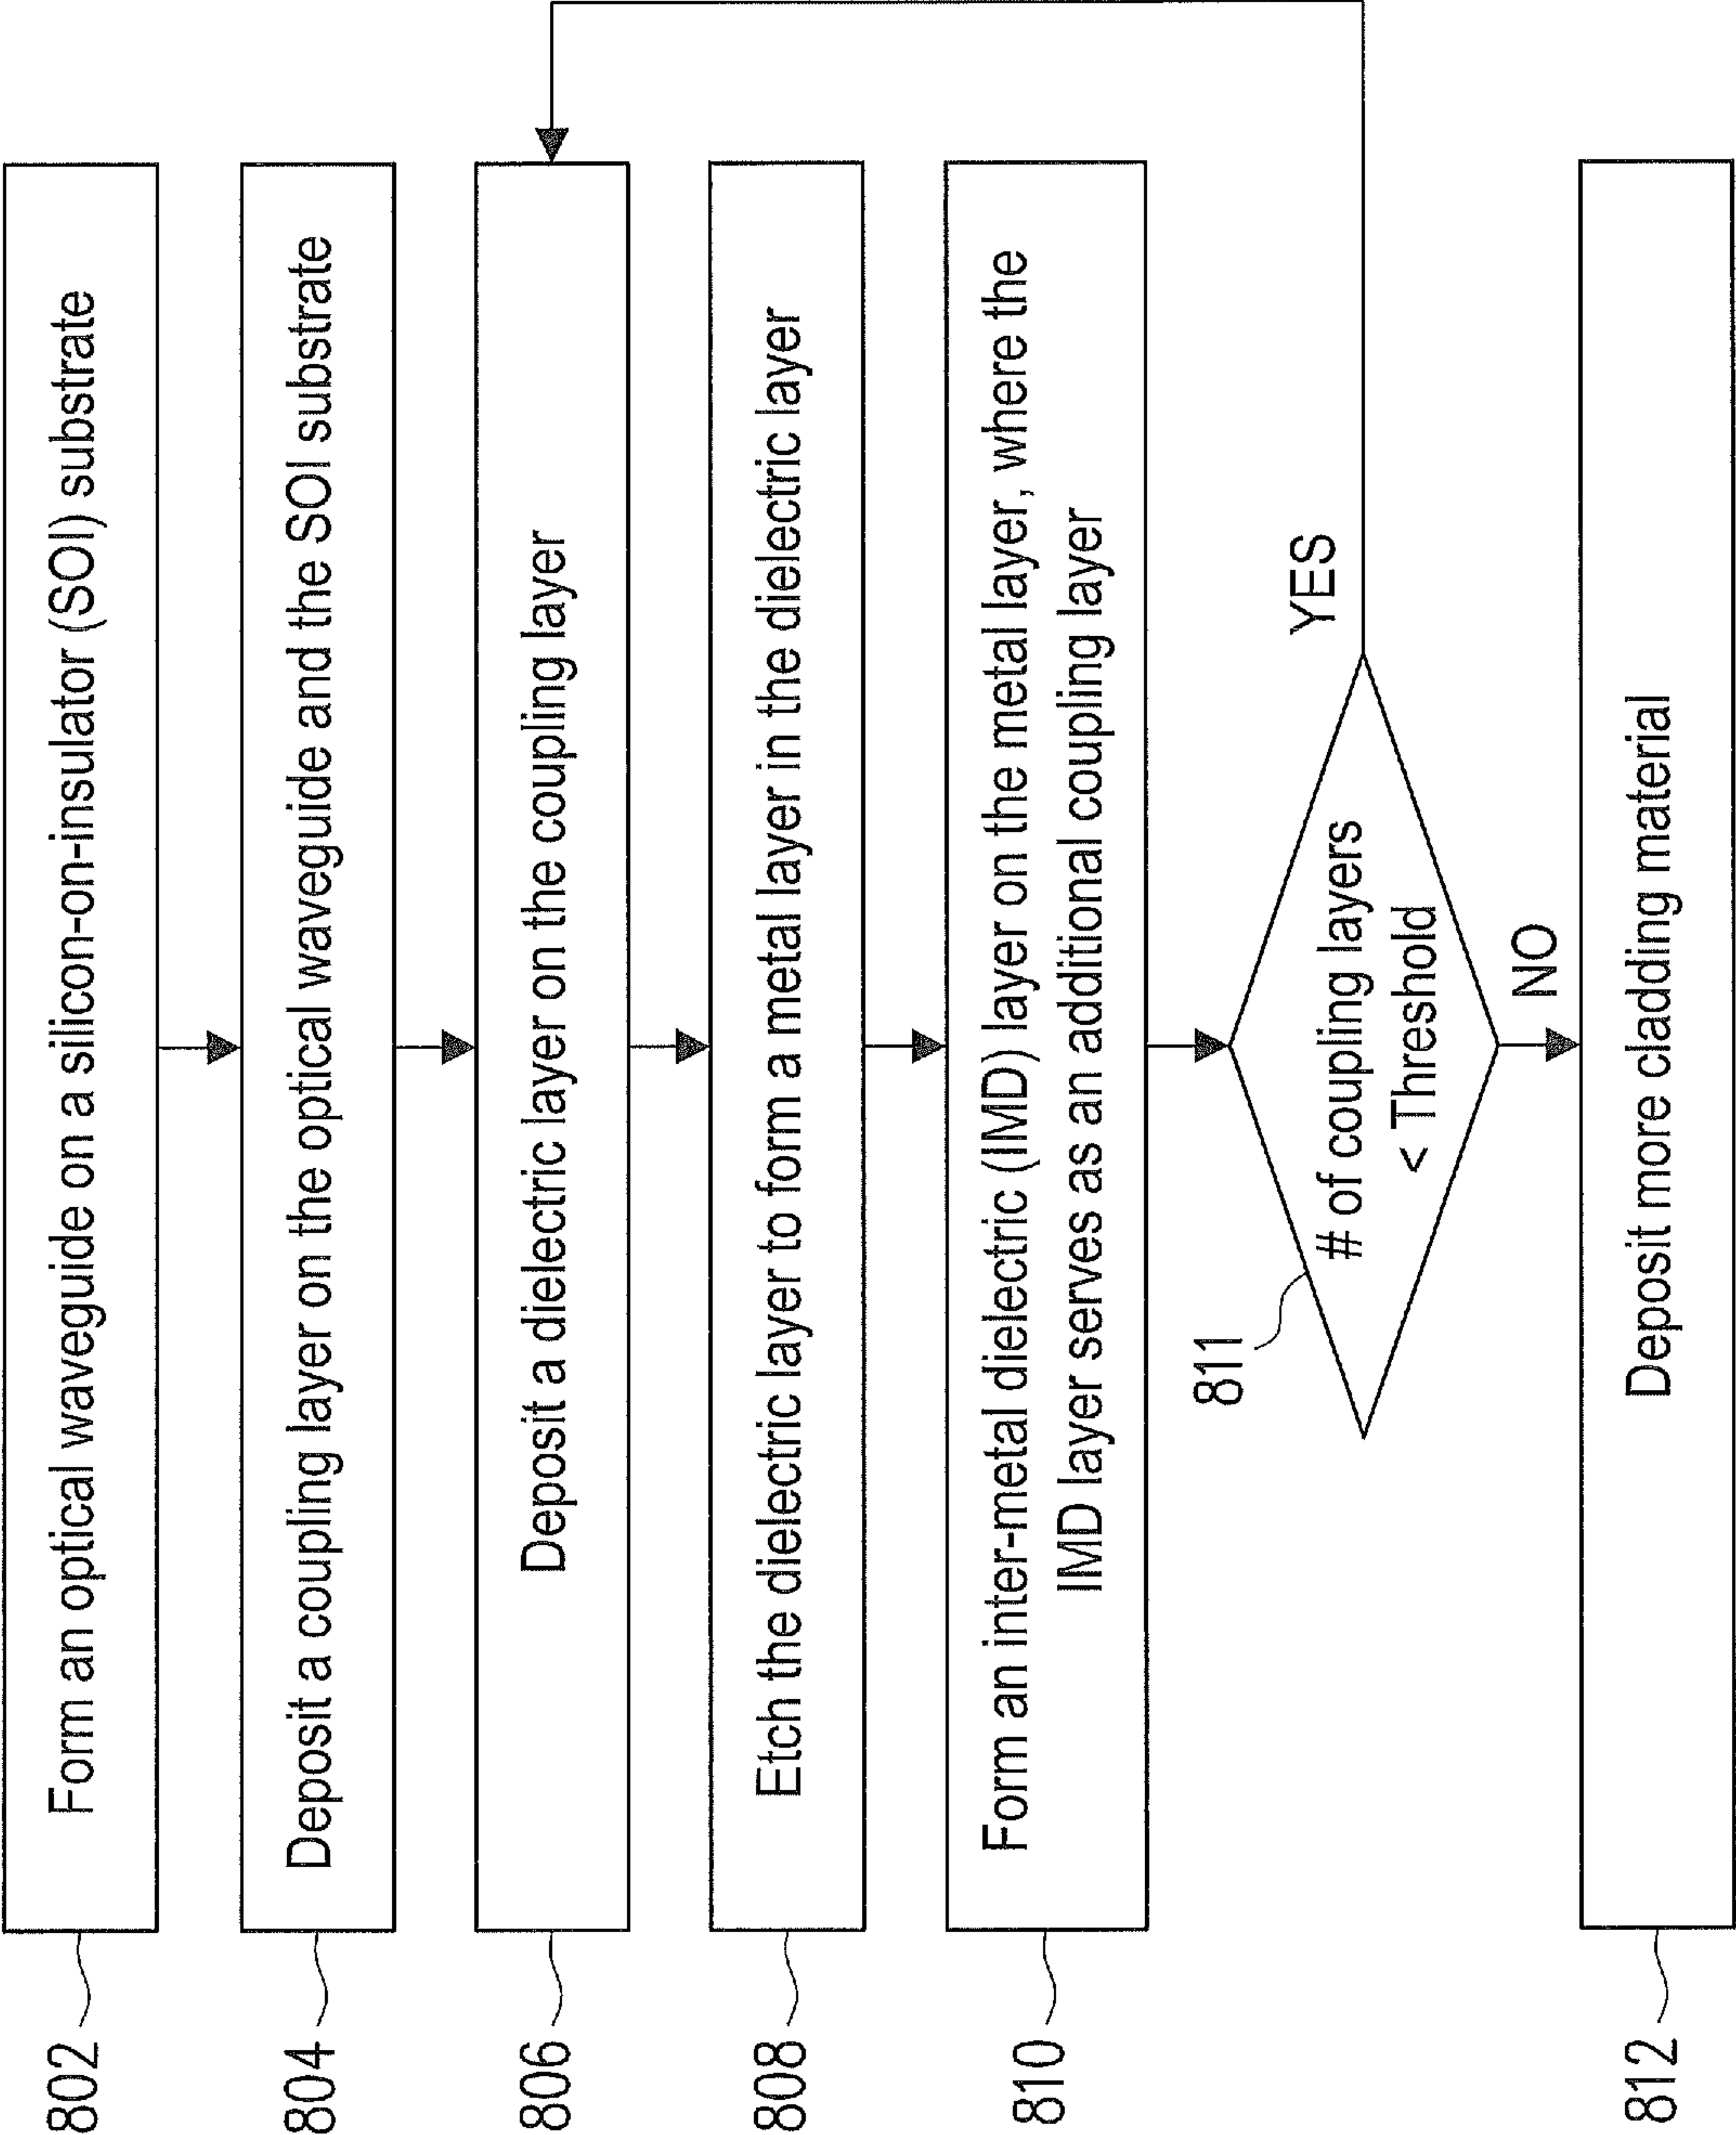 802
Form an optical waveguide on a silicon-on-insulator (SOI) substrate
804
Deposit a coupling layer on the optical waveguide and the SOI substrate
806
Deposit a dielectric layer on the coupling layer
808
Etch the dielectric layer to form a metal layer in the dielectric layer
810
Form an inter-metal dielectric (IMD) layer on the metal layer, where the
IMD layer serves as an additional coupling layer
811
# of coupling layers
< Threshold
YES
NO
812
Deposit more cladding material